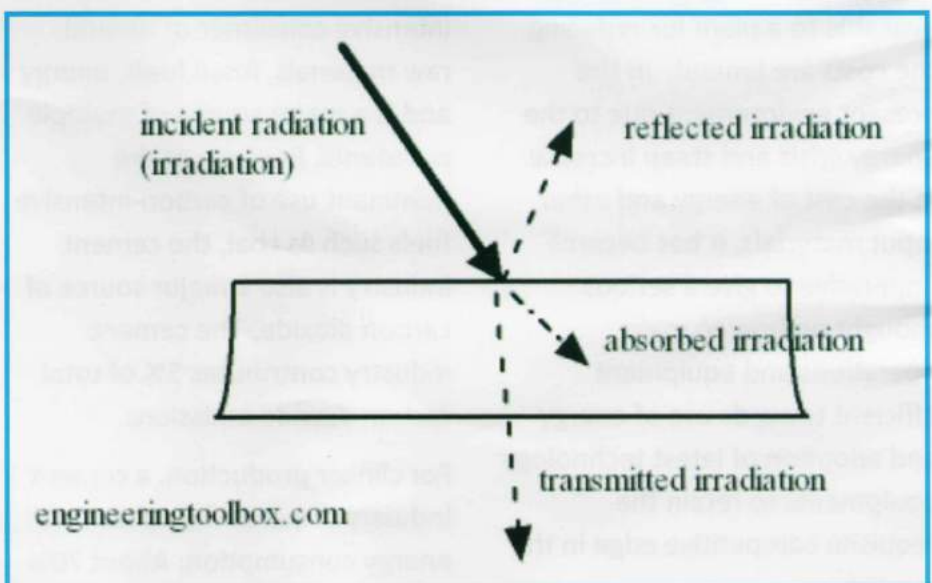 incident radiation
(irradiation)
reflected irradiation
absorbed irradiation
transmitted irradiation
engineeringtoolbox.com